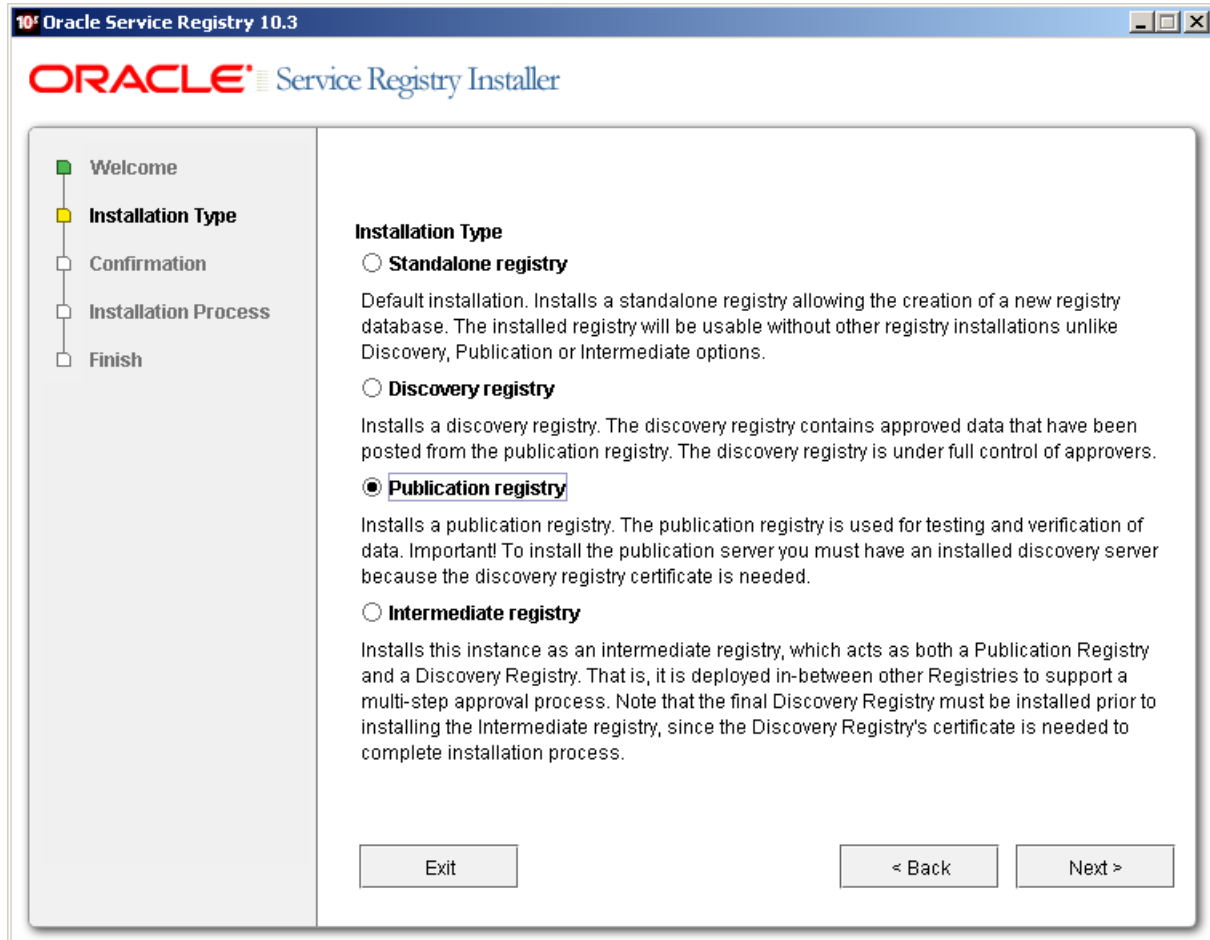 10g Oracle Service Registry 10.3
ORACLE Service Registry Installer
Welcome
Installation Type
Confirmation
Installation Process
Finish
Installation Type
Standalone registry
Default installation. Installs a standalone registry allowing the creation of a new registry
database. The installed registry will be usable without other registry installations unlike
Discovery, Publication or Intermediate options.
Discovery registry
Installs a discovery registry. The discovery registry contains approved data that have been
posted from the publication registry. The discovery registry is under full control of approvers.
Publication registry
Installs a publication registry. The publication registry is used for testing and verification of
data. Important! To install the publication server you must have an installed discovery server
because the discovery registry certificate is needed.
Intermediate registry
Installs this instance as an intermediate registry, which acts as both a Publication Registry
and a Discovery Registry. That is, it is deployed in-between other Registries to support a
multi-step approval process. Note that the final Discovery Registry must be installed prior to
installing the Intermediate registry, since the Discovery Registry's certificate is needed to
complete installation process.
Exit
< Back
Next >